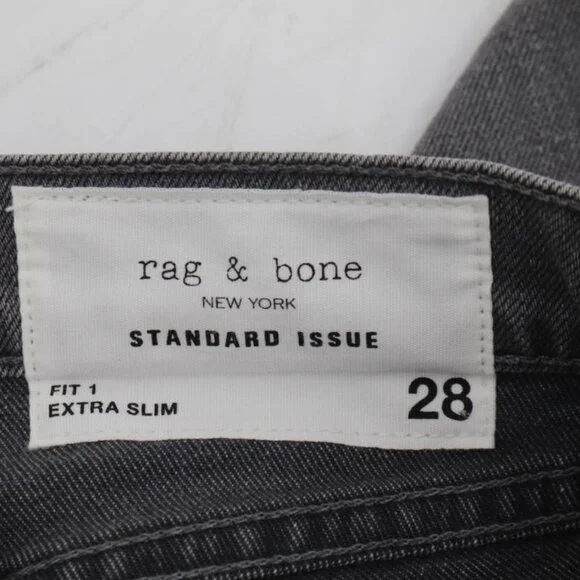 rag & bone
NEW YORK
STANDARD ISSUE
FIT 1
EXTRA SLIM
28